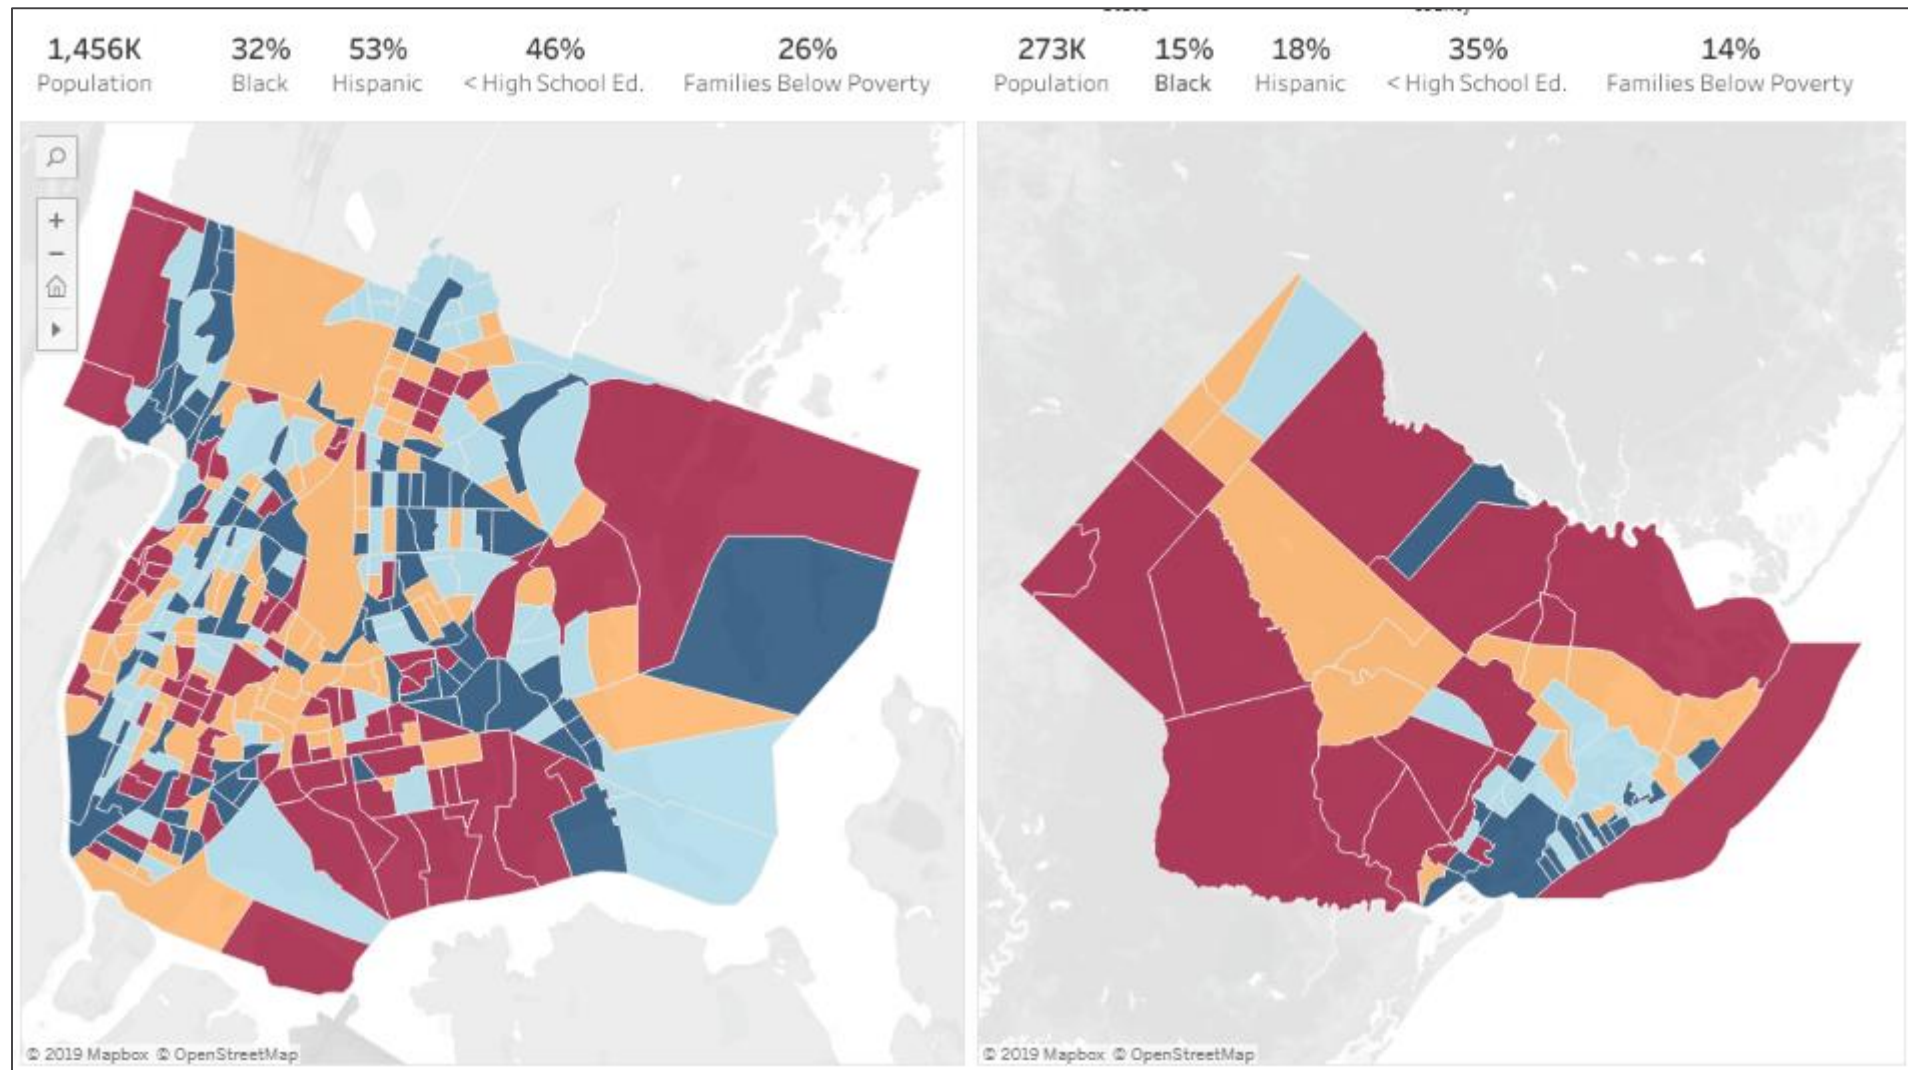 1,456K 32% 53% 46% 26%
Population Black Hispanic < High School Ed. Families Below Poverty
273K 15% 18% 35% 14%
Population Black Hispanic < High School Ed. Families Below Poverty
© 2019 Mapbox © OpenStreetMap
© 2019 Mapbox © OpenStreetMap